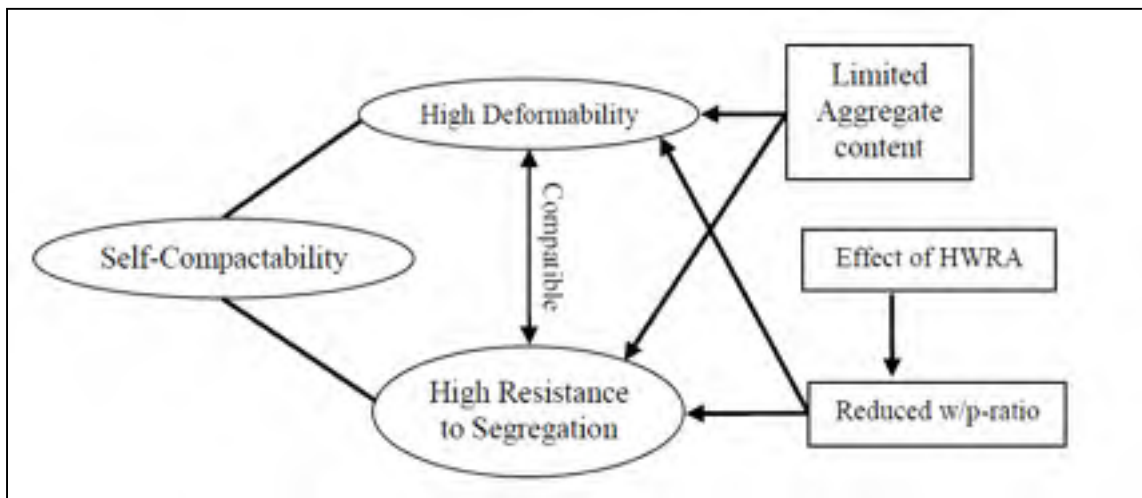 High Deformability
Limited
Aggregate
content
Compatible
Self-Compactability
Effect of HWRA
High Resistance
to Segregation
Reduced w/p-ratio